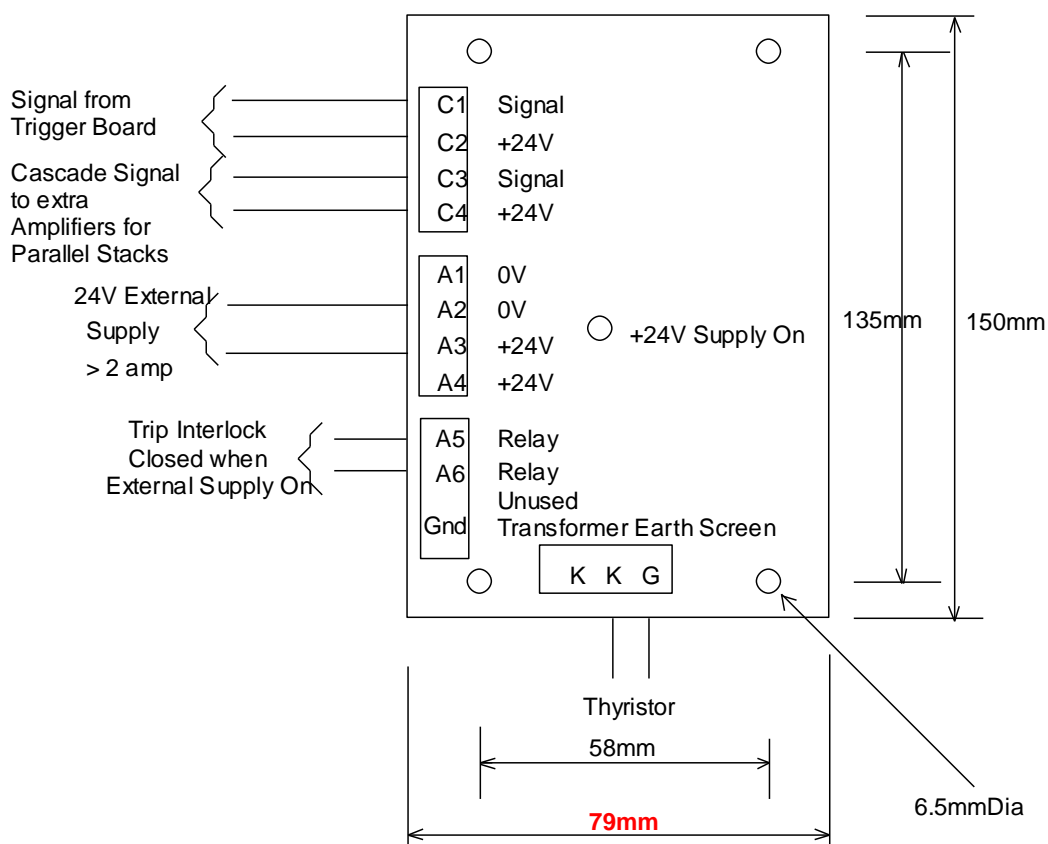 Signal from
Trigger Board
Cascade Signal
to extra
Amplifiers for
Parallel Stacks
24V External
Supply
> 2 amp
Trip Interlock
Closed when
External Supply On
C1 Signal
C2 +24V
C3 Signal
C4 +24V
A1 0V
A2 0V
A3 +24V
A4 +24V
A5 Relay
A6 Relay
Unused
Gnd Transformer Earth Screen
+24V Supply On
K K G
135mm
150mm
Thyristor
58mm
79mm
6.5mmDia